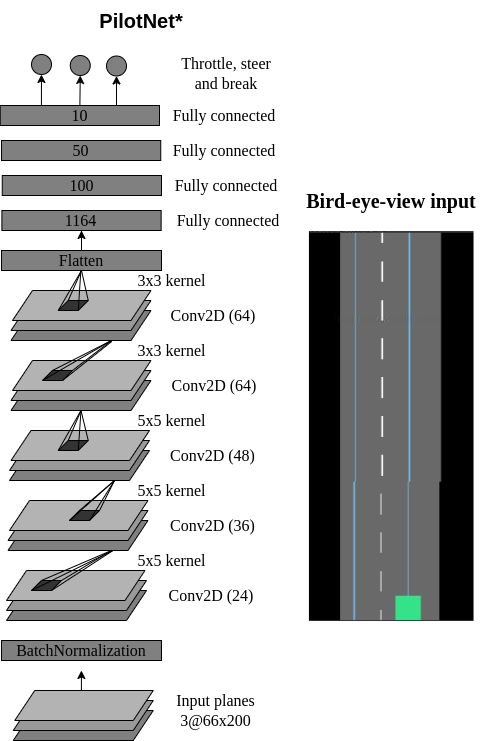 PilotNet*
Throttle, steer
and break
10
Fully connected
50
Fully connected
100
Fully connected
1164
Fully connected
Flatten
3x3 kernel
Conv2D (64)
3x3 kernel
Conv2D (64)
5x5 kernel
Conv2D (48)
5x5 kernel
Conv2D (36)
5x5 kernel
Conv2D (24)
BatchNormalization
Input planes
3@66x200
Bird-eye-view input